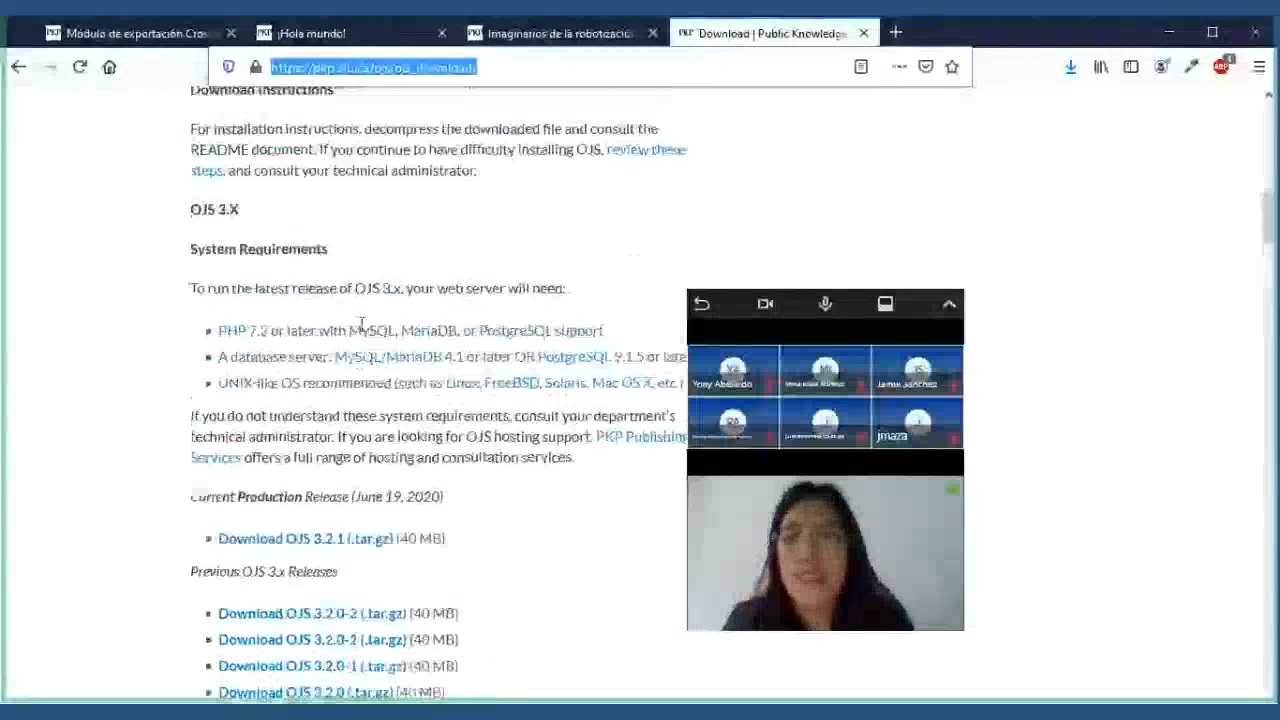 Módulo de exportación Cros
¡Hola mundo!
Imaginarios de la robotizació
Download | Public Knowledge
Download Instructions
For installation instructions, decompress the downloaded file and consult the
README document. If you continue to have difficulty installing OJS, review these
steps, and consult your technical administrator.
OJS 3.X
System Requirements
To run the latest release of OJS 3.x, your web server will need:
PHP 7.2 or later with MySQL, MariaDB, or PostgreSQL support
A database server: MySQL/MariaDB 4.1 or later OR PostgreSQL 9.1.5 or late
UNIX-like OS recommended (such as Linux, FreeBSD, Solaris, Mac OS X, etc.)
If you do not understand these system requirements, consult your department's
technical administrator. If you are looking for OJS hosting support, PKP Publishing
Services offers a full range of hosting and consultation services.
Current Production Release (June 19, 2020)
Download OJS 3.2.1 (.tar.gz) (40 MB)
Previous OJS 3.x Releases
Download OJS 3.2.0-2 (.tar.gz) (40 MB)
Download OJS 3.2.0-2 (.tar.gz) (40 MB)
Download OJS 3.2.0-1 (.tar.gz) (40 MB)
Download OJS 3.2.0 (.tar.gz) (40 MB)
Yony Abelardo
JS
Jaime Sanchez
RA
J
J
jmaza